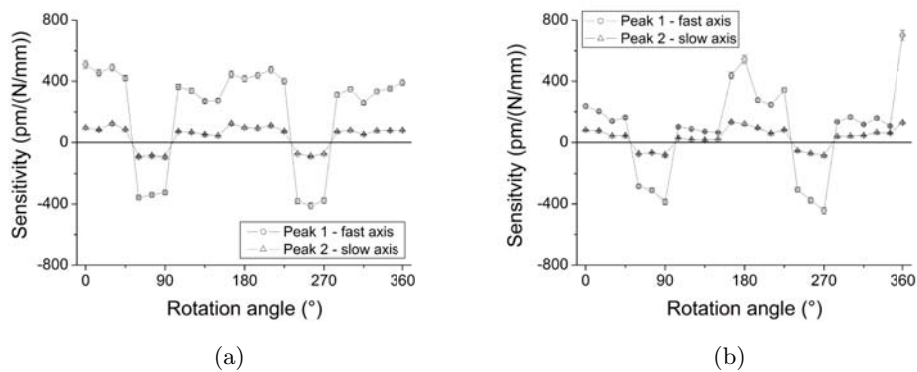 800
400
0
-400
-800
Sensitivity (pm/(N/mm))
Peak 1 - fast axis
Peak 2 - slow axis
0 90 180 270 360
Rotation angle (°)
(a)
800
400
0
-400
-800
Sensitvity (pm/(N/mm))
Peak 1 - fast axis
Peak 2 - slow axis
0 90 180 270 360
Rotation angle (°)
(b)